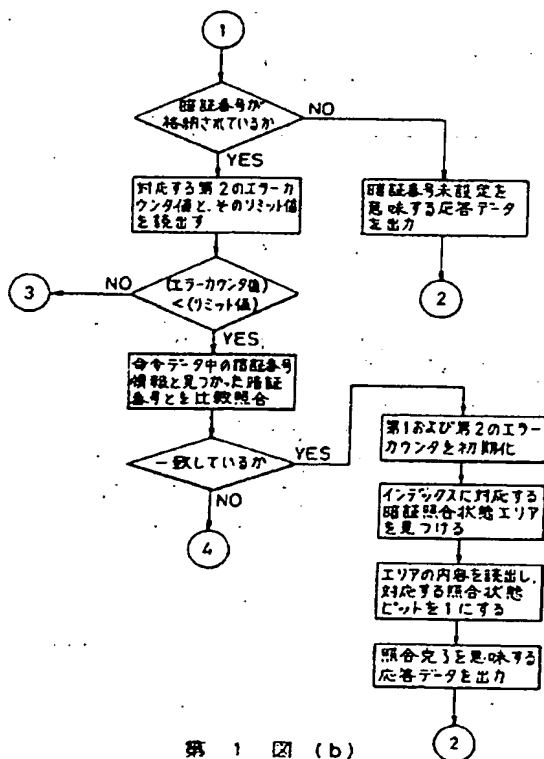 1
暗証番号が
格納されているか
NO
YES
対応する第2のエラーカ
ウンタ値と、そのリミット値
を読出す
暗証番号未設定を
意味する応答データ
を出力
2
3
NO
(エラーカウンタ値)
<(リミット値)
YES
命令データ中の暗証番号
情報と見つかった暗証
番号とを比較照合
一致しているか
YES
NO
4
第1および第2のエラー
カウンタを初期化
インデックスに対応する
暗証照合状態エリア
を見つける
エリアの内容を読出し,
対応する照合状態
ビットを1にする
照合完了を意味する
応答データを出力
2
第 1 図 (b)